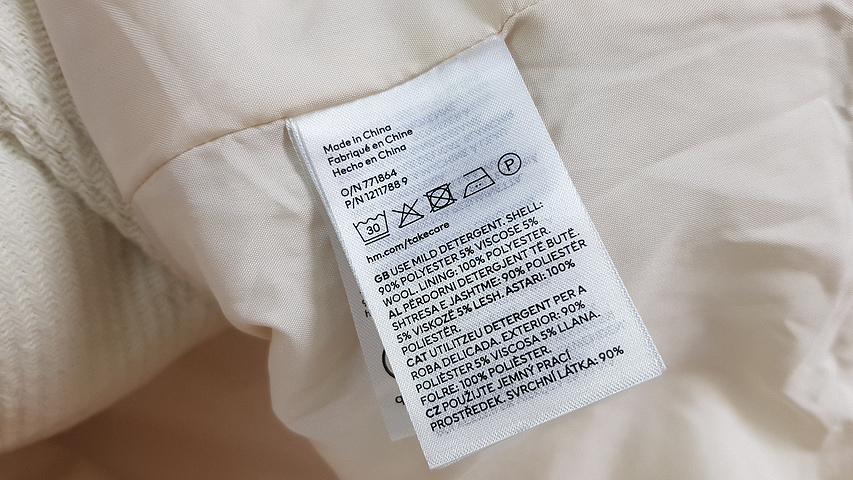 Made in China
Fabriqué en Chine
Hecho en China
O/N 771864
P/N 1211788 9
30 P
hm.com/takecare
GB USE MILD DETERGENT. SHELL:
90% POLYESTER 5% VISCOSE 5%
WOOL. LINING: 100% POLYESTER.
AL PËRDORNI DETERGJENT TË BUTË.
SHTRESA E JASHTME: 90% POLIESTËR
5% VISKOZË 5% LESH. ASTARI: 100%
POLIESTËR.
CAT UTILITZEU DETERGENT PER A
ROBA DELICADA. EXTERIOR: 90%
POLIÈSTER 5% VISCOSA 5% LLANA.
FOLRE: 100% POLIÈSTER.
CZ POUŽIJTE JEMNÝ PRACÍ
PROSTŘEDEK. SVRCHNÍ LÁTKA: 90%